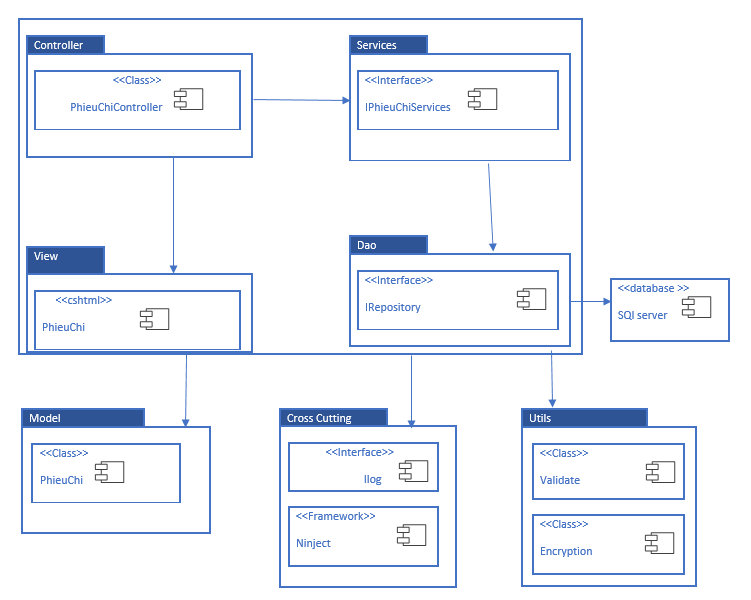 Controller
<<Class>>
PhieuChiController
Services
<<Interface>>
IPhieuChiServices
View
<<cshtml>>
PhieuChi
Dao
<<Interface>>
IRepository
<<database >>
SQl server
Model
<<Class>>
PhieuChi
Cross Cutting
<<Interface>>
Ilog
<<Framework>>
Ninject
Utils
<<Class>>
Validate
<<Class>>
Encryption